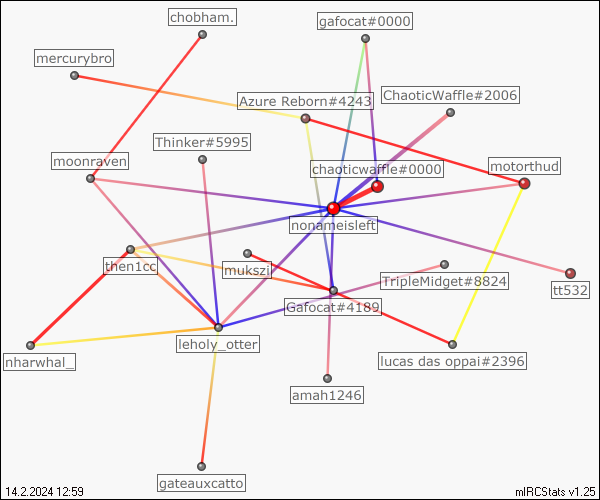 chobham.
gafocat#0000
mercurybro
Azure Reborn#4243
ChaoticWaffle#2006
Thinker#5995
moonraven
chaoticwaffle#0000
motorthud
nonameisleft
then1cc
mukszi
TripleMidget#8824
tt532
Gafocat#4189
leholy_otter
nharwhal_
lucas das oppai#2396
amah1246
gateauxcatto
14.2.2024 12:59
mIRCStats v1.25